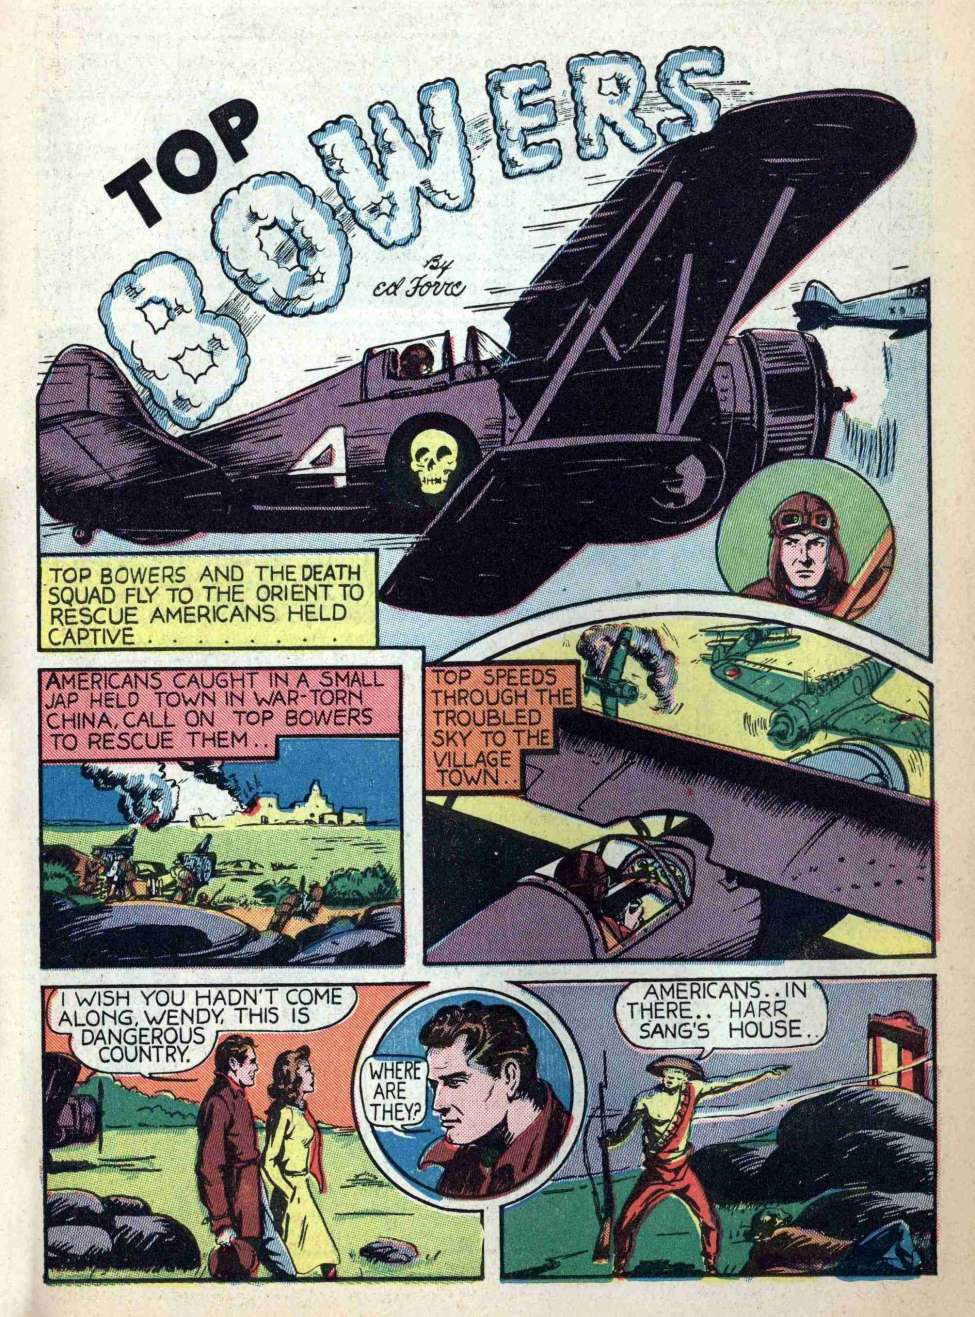 TOP
BOWERS
By
Ed Forre
4
TOP BOWERS AND THE DEATH
SQUAD FLY TO THE ORIENT TO
RESCUE AMERICANS HELD
CAPTIVE . . . . . . . . .
AMERICANS CAUGHT IN A SMALL
JAP HELD TOWN IN WAR-TORN
CHINA, CALL ON TOP BOWERS
TO RESCUE THEM..
TOP SPEEDS
THROUGH THE
TROUBLED
SKY TO THE
VILLAGE
TOWN..
I WISH YOU HADN'T COME
ALONG, WENDY, THIS IS
DANGEROUS
COUNTRY.
WHERE
ARE
THEY?
AMERICANS..IN
THERE.. HARR
SANG'S HOUSE..